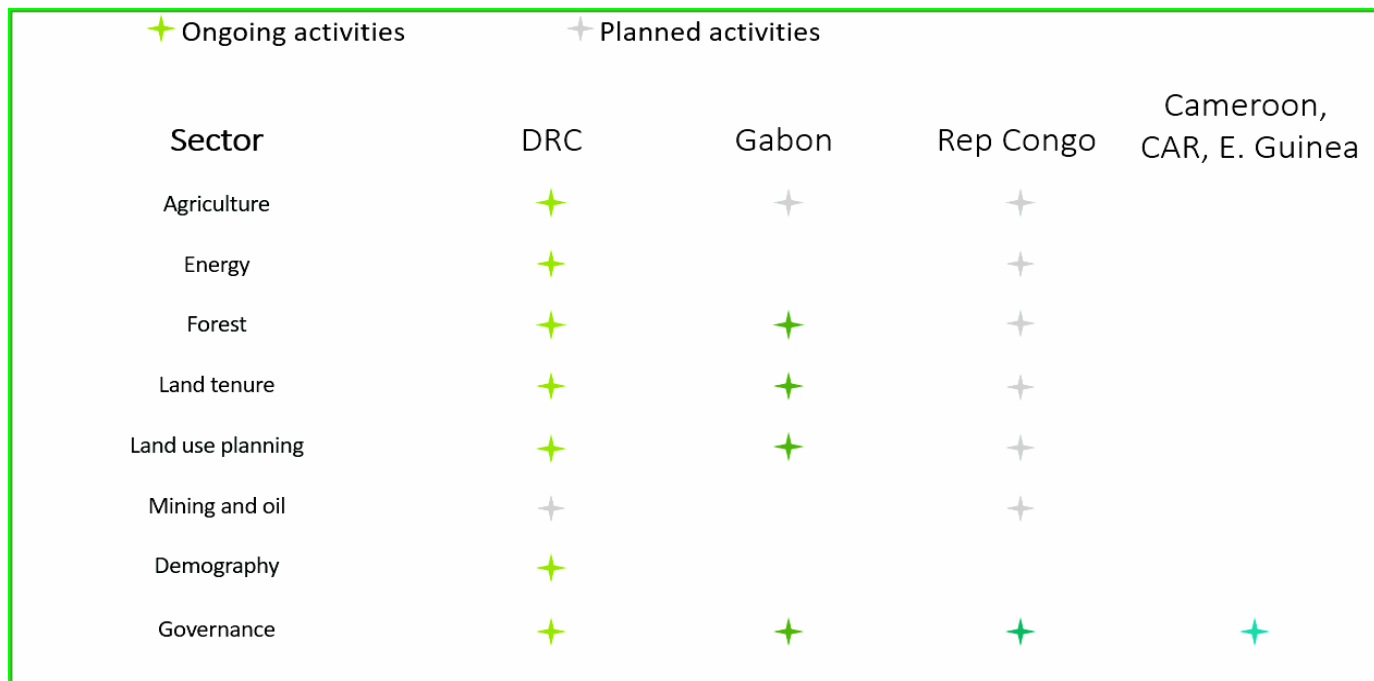 Ongoing activities Planned activities
Sector DRC Gabon Rep Congo Cameroon,
CAR, E. Guinea
Agriculture
Energy
Forest
Land tenure
Land use planning
Mining and oil
Demography
Governance